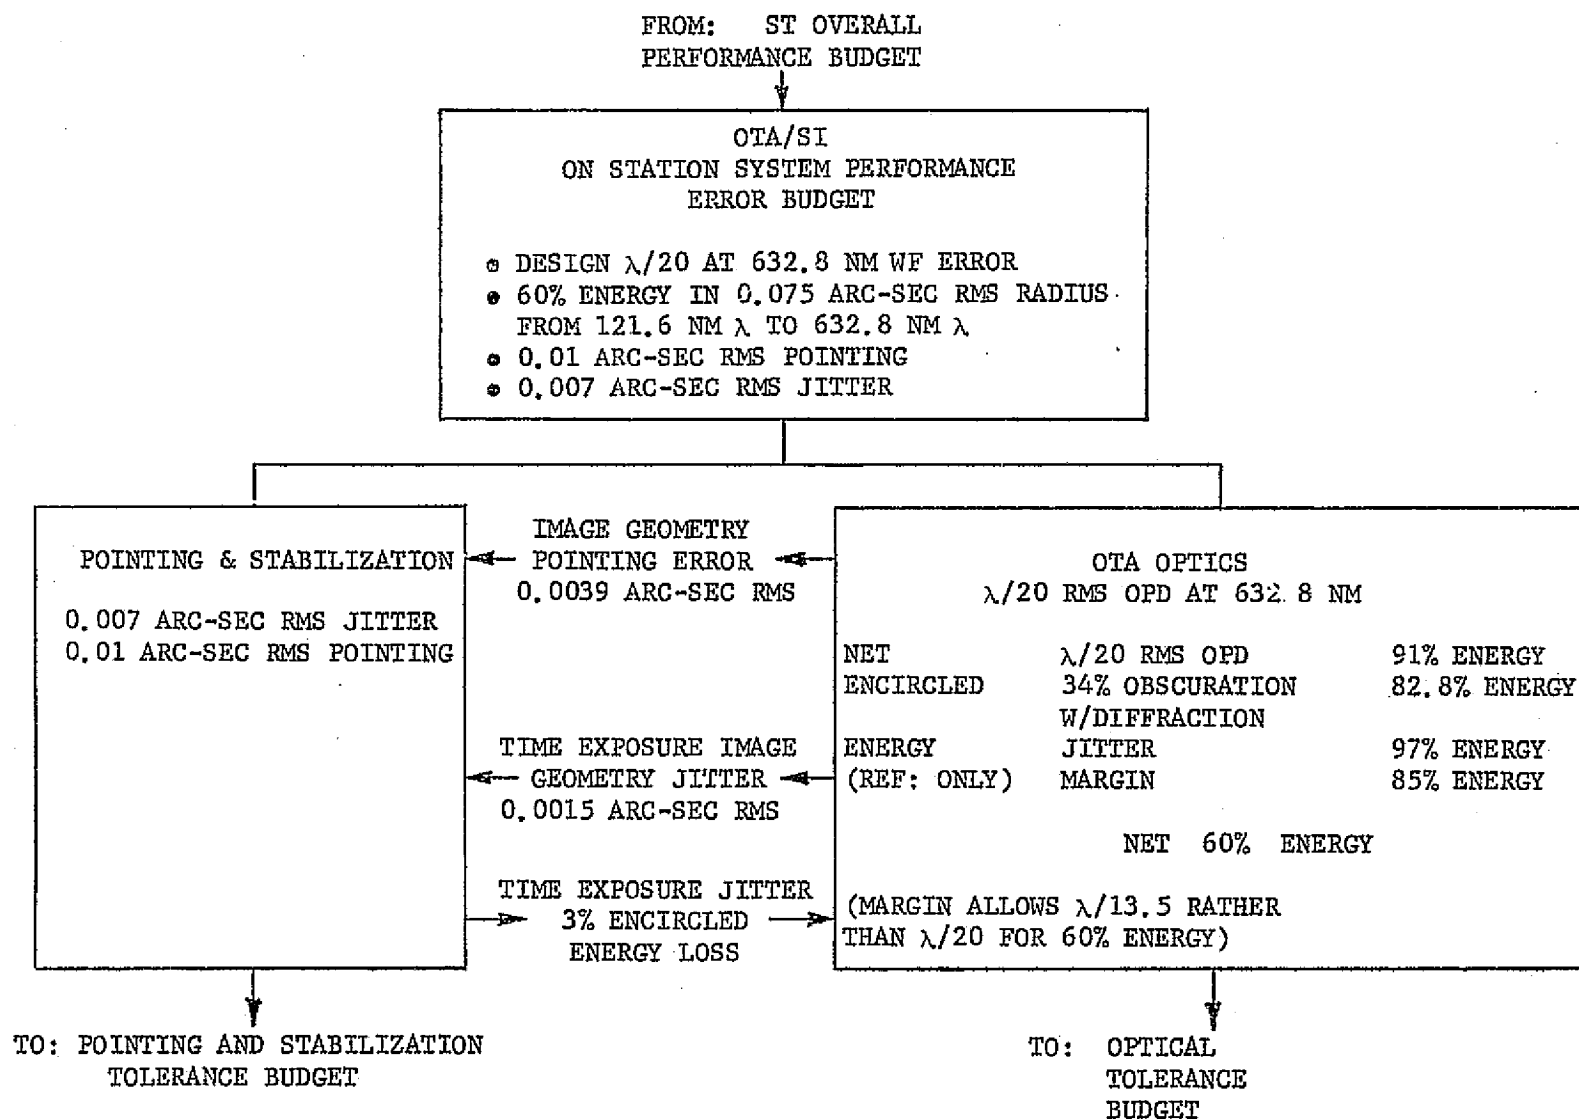 FROM: ST OVERALL
PERFORMANCE BUDGET
OTA/SI
ON STATION SYSTEM PERFORMANCE
ERROR BUDGET
• DESIGN λ/20 AT 632.8 NM WF ERROR
• 60% ENERGY IN 0.075 ARC-SEC RMS RADIUS
FROM 121.6 NM λ TO 632.8 NM λ
• 0.01 ARC-SEC RMS POINTING
• 0.007 ARC-SEC RMS JITTER
POINTING & STABILIZATION
0.007 ARC-SEC RMS JITTER
0.01 ARC-SEC RMS POINTING
IMAGE GEOMETRY
POINTING ERROR
0.0039 ARC-SEC RMS
TIME EXPOSURE IMAGE
GEOMETRY JITTER
0.0015 ARC-SEC RMS
TIME EXPOSURE JITTER
3% ENCIRCLED
ENERGY LOSS
OTA OPTICS
λ/20 RMS OPD AT 632.8 NM
NET λ/20 RMS OPD 91% ENERGY
ENCIRCLED 34% OBSCURATION 82.8% ENERGY
W/DIFFRACTION
ENERGY JITTER 97% ENERGY
(REF: ONLY) MARGIN 85% ENERGY
NET 60% ENERGY
(MARGIN ALLOWS λ/13.5 RATHER
THAN λ/20 FOR 60% ENERGY)
TO: POINTING AND STABILIZATION
TOLERANCE BUDGET
TO: OPTICAL
TOLERANCE
BUDGET